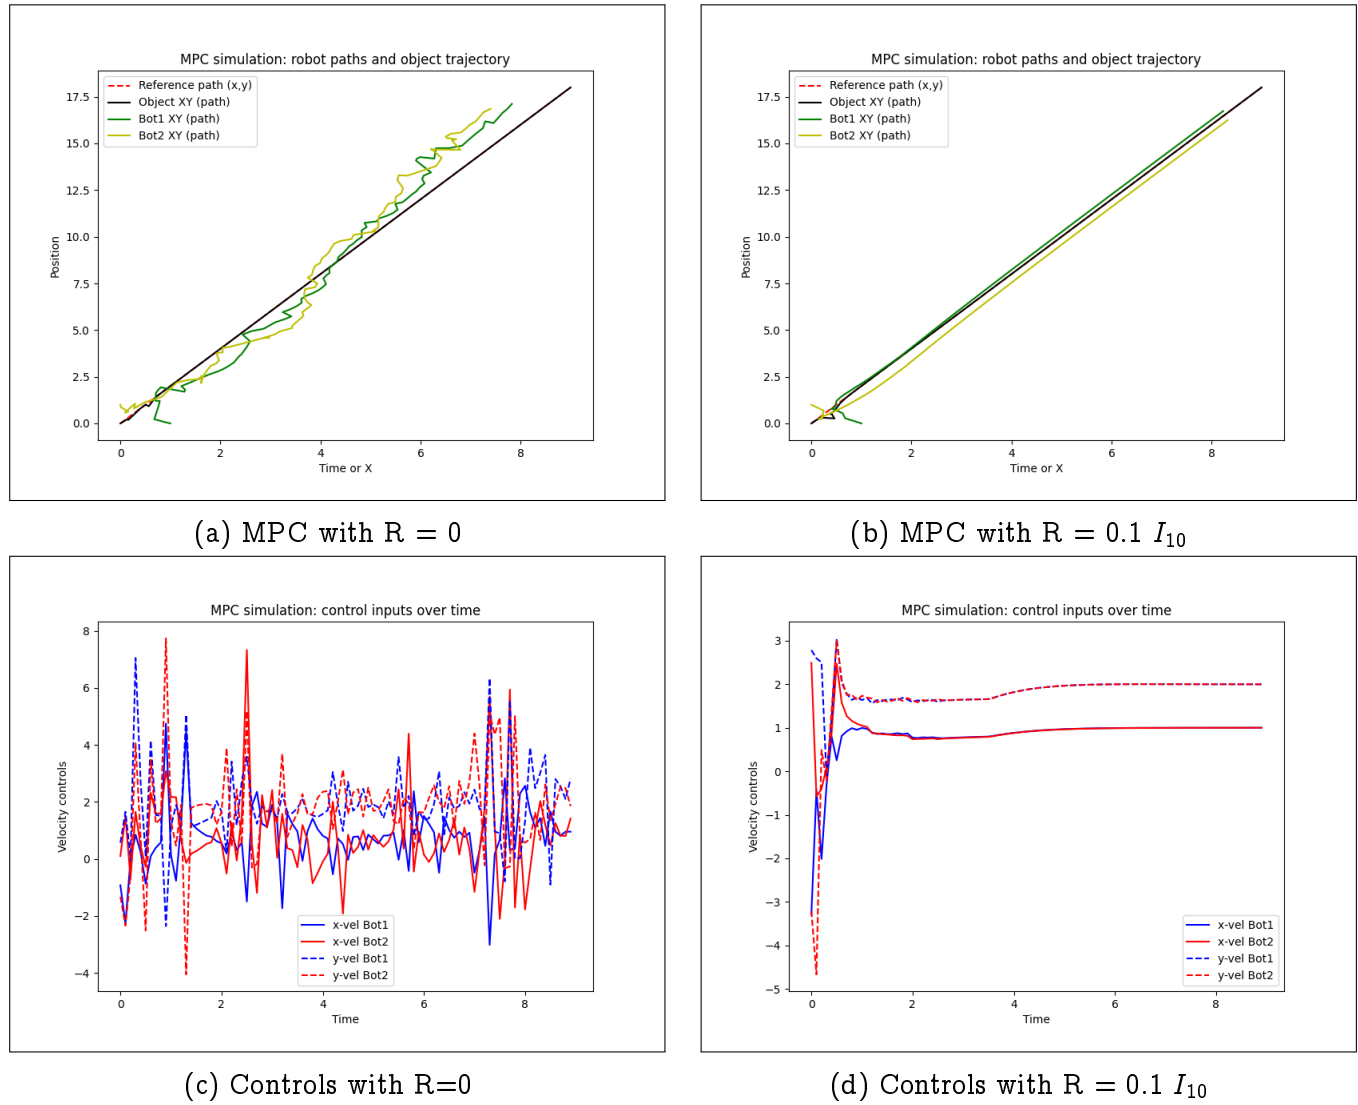 MPC simulation: robot paths and object trajectory
Reference path (x,y)
Object XY (path)
Bot1 XY (path)
Bot2 XY (path)
17.5
15.0
12.5
10.0
7.5
5.0
2.5
0.0
Position
0 2 4 6 8
Time or X
(a) MPC with R = 0
MPC simulation: robot paths and object trajectory
Reference path (x,y)
Object XY (path)
Bot1 XY (path)
Bot2 XY (path)
17.5
15.0
12.5
10.0
7.5
5.0
2.5
0.0
Position
0 2 4 6 8
Time or X
(b) MPC with R = 0.1 I₁₀
MPC simulation: control inputs over time
8
6
4
2
0
−2
−4
Velocity controls
x-vel Bot1
x-vel Bot2
y-vel Bot1
y-vel Bot2
0 2 4 6 8
Time
(c) Controls with R=0
MPC simulation: control inputs over time
3
2
1
0
−1
−2
−3
−4
−5
Velocity controls
x-vel Bot1
x-vel Bot2
y-vel Bot1
y-vel Bot2
0 2 4 6 8
Time
(d) Controls with R = 0.1 I₁₀